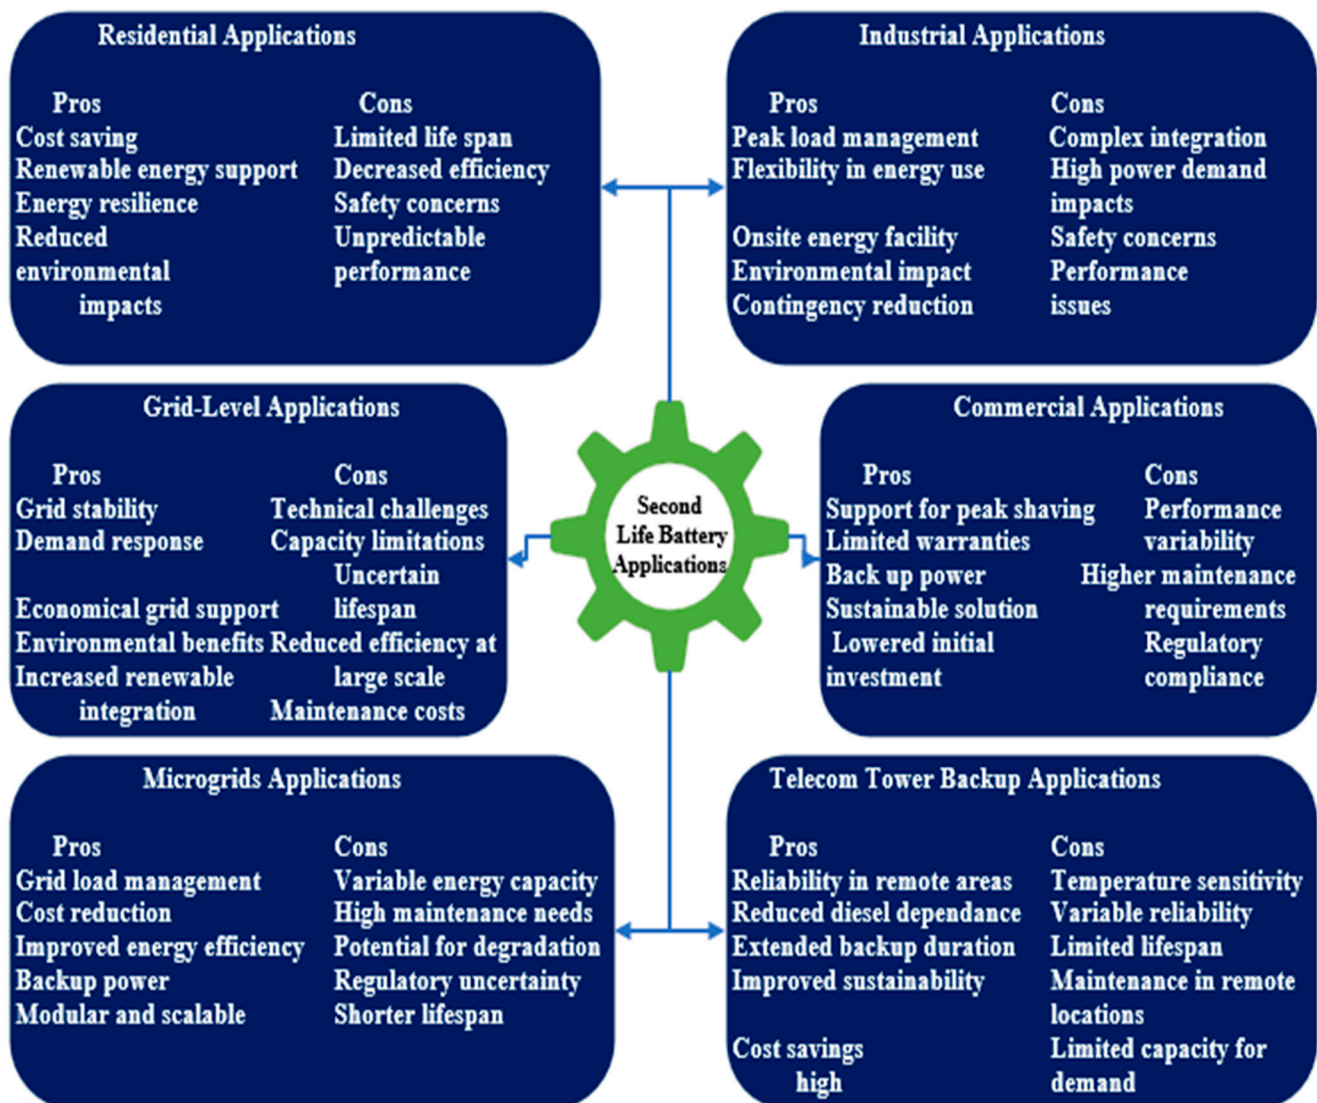 Residential Applications
Pros Cons
Cost saving Limited life span
Renewable energy support Decreased efficiency
Energy resilience Safety concerns
Reduced Unpredictable
environmental performance
impacts
Industrial Applications
Pros Cons
Peak load management Complex integration
Flexibility in energy use High power demand
impacts
Onsite energy facility Safety concerns
Environmental impact Performance
Contingency reduction issues
Grid-Level Applications
Pros Cons
Grid stability Technical challenges
Demand response Capacity limitations
Uncertain
Economical grid support lifespan
Environmental benefits Reduced efficiency at
Increased renewable large scale
integration Maintenance costs
Second
Life Battery
Applications
Commercial Applications
Pros Cons
Support for peak shaving Performance
Limited warranties variability
Back up power Higher maintenance
Sustainable solution requirements
Lowered initial Regulatory
investment compliance
Microgrids Applications
Pros Cons
Grid load management Variable energy capacity
Cost reduction High maintenance needs
Improved energy efficiency Potential for degradation
Backup power Regulatory uncertainty
Modular and scalable Shorter lifespan
Telecom Tower Backup Applications
Pros Cons
Reliability in remote areas Temperature sensitivity
Reduced diesel dependance Variable reliability
Extended backup duration Limited lifespan
Improved sustainability Maintenance in remote
locations
Cost savings Limited capacity for
high demand